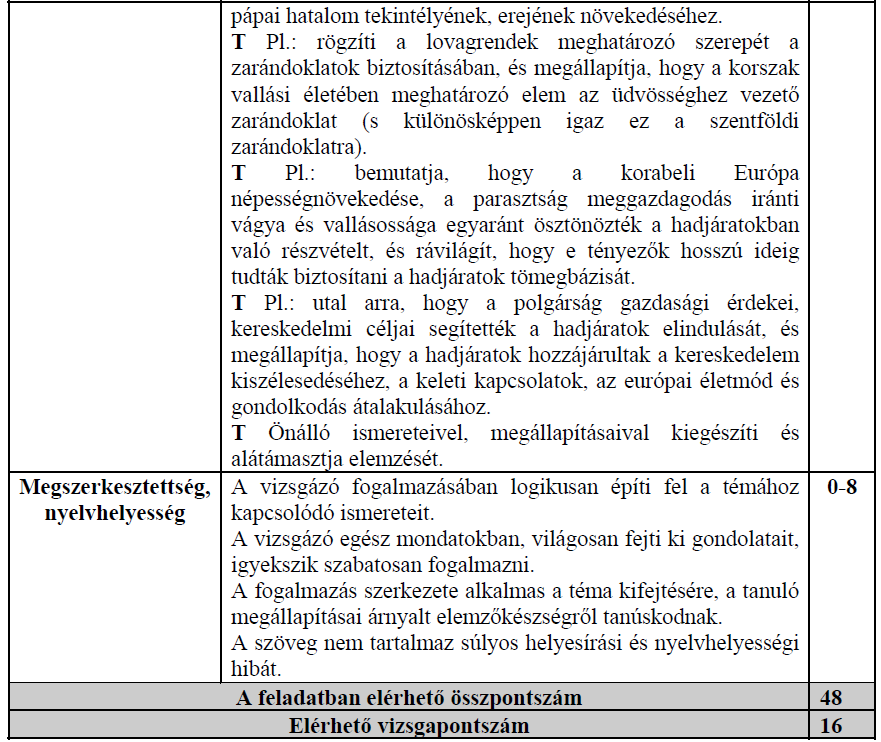 pápai hatalom tekintélyének, erejének növekedéséhez.
T Pl.: rögzíti a lovagrendek meghatározó szerepét a
zarándoklatok biztosításában, és megállapítja, hogy a korszak
vallási életében meghatározó elem az üdvösséghez vezető
zarándoklat (s különösképpen igaz ez a szentföldi
zarándoklatra).
T Pl.: bemutatja, hogy a korabeli Európa
népességnövekedése, a parasztság meggazdagodás iránti
vágya és vallásossága egyaránt ösztönözték a hadjáratokban
való részvételt, és rávilágít, hogy e tényezők hosszú ideig
tudták biztosítani a hadjáratok tömegbázisát.
T Pl.: utal arra, hogy a polgárság gazdasági érdekei,
kereskedelmi céljai segítették a hadjáratok elindulását, és
megállapítja, hogy a hadjáratok hozzájárultak a kereskedelem
kiszélesedéséhez, a keleti kapcsolatok, az európai életmód és
gondolkodás átalakulásához.
T Önálló ismereteivel, megállapításaival kiegészíti és
alátámasztja elemzését.
Megszerkesztettség,
nyelvhelyesség
A vizsgázó fogalmazásában logikusan építi fel a témához
kapcsolódó ismereteit.
A vizsgázó egész mondatokban, világosan fejti ki gondolatait,
igyekszik szabatosan fogalmazni.
A fogalmazás szerkezete alkalmas a téma kifejtésére, a tanuló
megállapításai árnyalt elemzőkészségről tanúskodnak.
A szöveg nem tartalmaz súlyos helyesírási és nyelvhelyességi
hibát.
0-8
A feladatban elérhető összpontszám 48
Elérhető vizsgapontszám 16